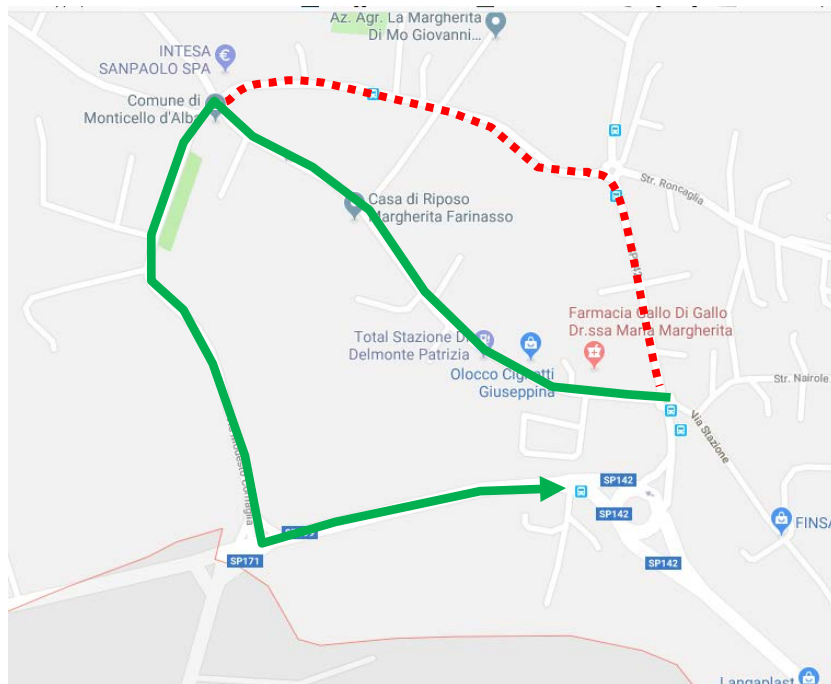 Az. Agr. La Margherita
Di Mo Giovanni...
INTESA
SANPAOLO SPA
Comune di
Monticello d'Alba
Str. Roncaglia
Casa di Riposo
Margherita Farinasso
SP142
Farmacia Gallo Di Gallo
Dr.ssa Maria Margherita
Total Stazione Di
Delmonte Patrizia
Olocco Cignetti
Giuseppina
Str. Nairole
Via Stazione
SP142
SP142
FINSA
SP171
SP142
Langaplast